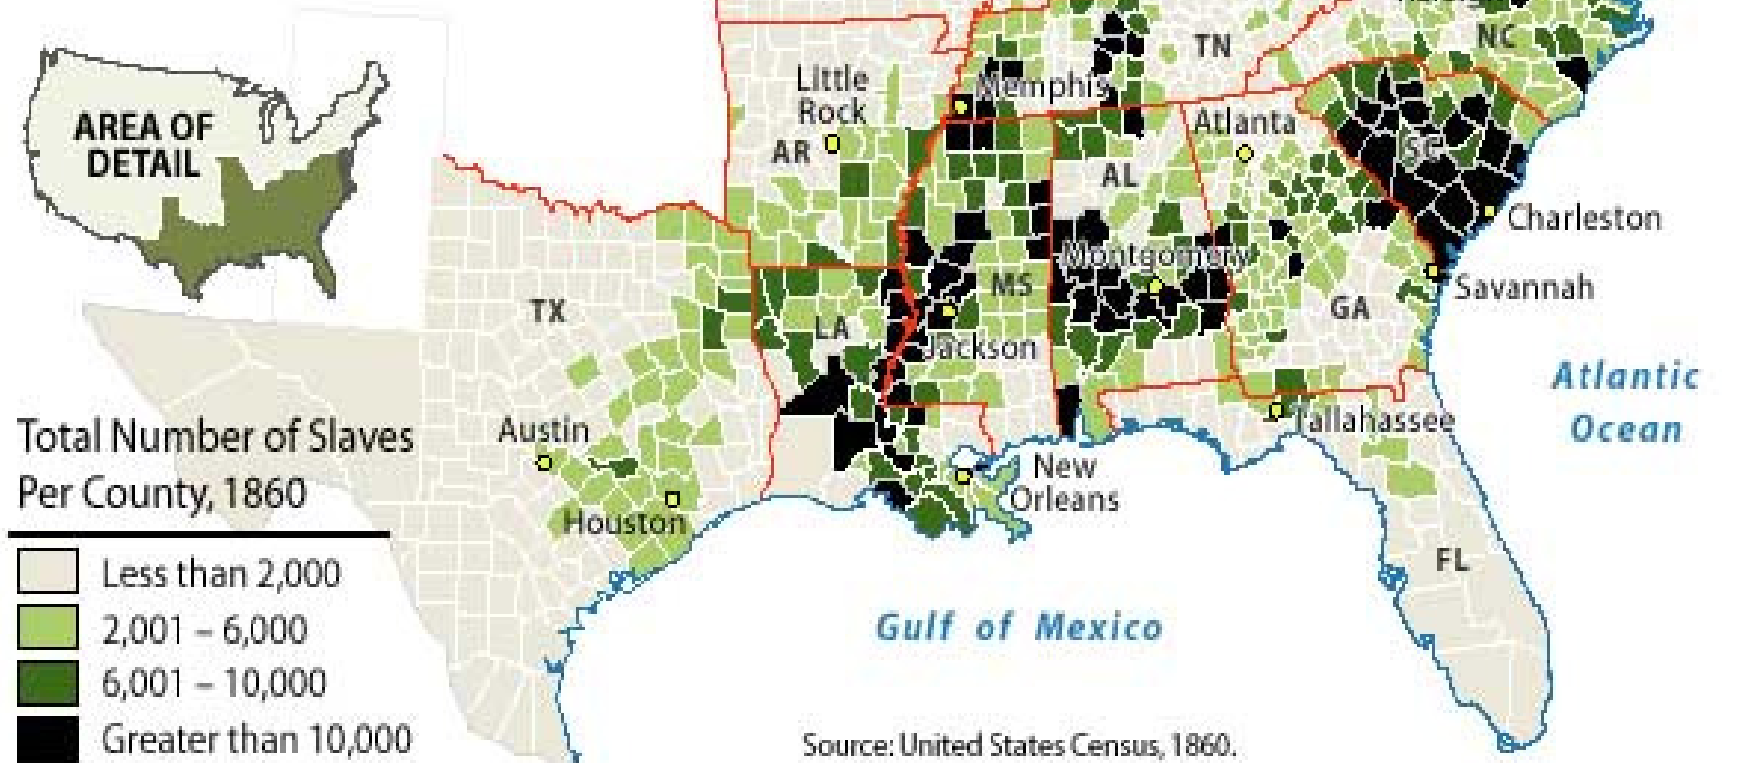 NC
TN
Little
Rock
Memphis
Atlanta
AREA OF
DETAIL
AR
AL
SC
Charleston
Montgomery
MS
Savannah
TX
LA
GA
Jackson
Atlantic
Ocean
Total Number of Slaves
Per County, 1860
Austin
Tallahassee
New
Orleans
Houston
FL
Less than 2,000
2,001 – 6,000
6,001 – 10,000
Greater than 10,000
Gulf of Mexico
Source: United States Census, 1860.